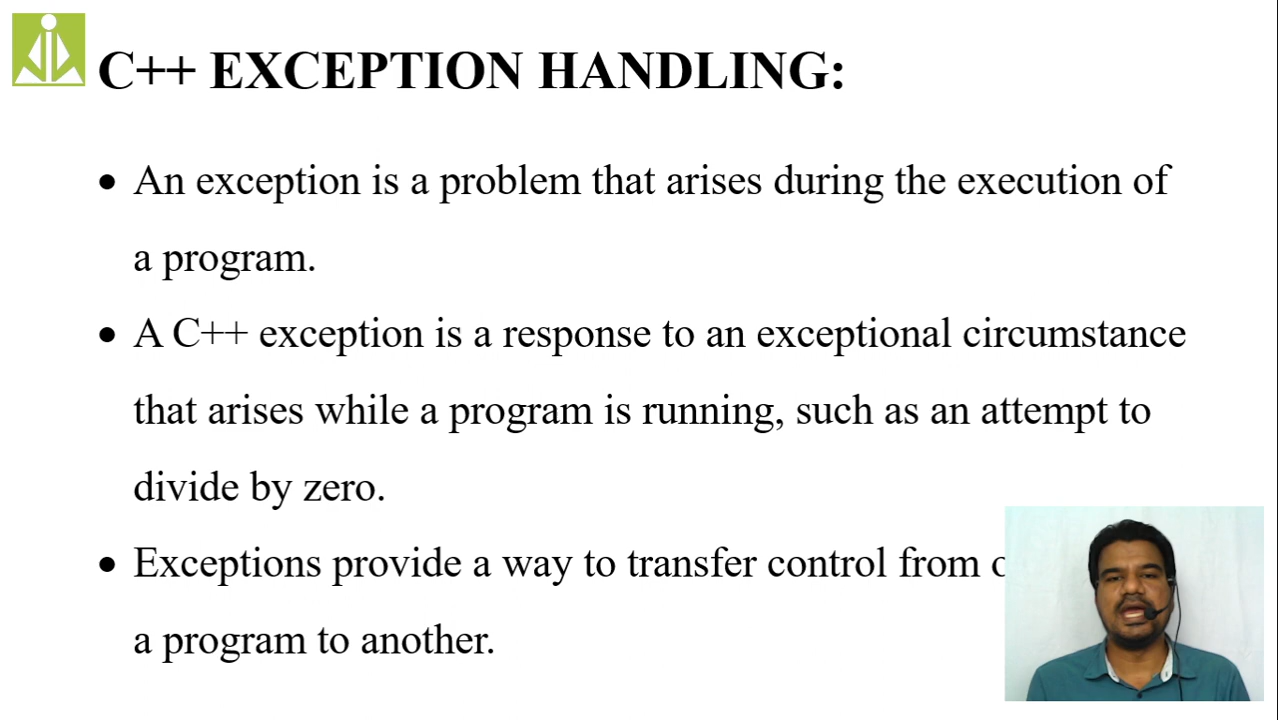 C++ EXCEPTION HANDLING:
• An exception is a problem that arises during the execution of
a program.
• A C++ exception is a response to an exceptional circumstance
that arises while a program is running, such as an attempt to
divide by zero.
• Exceptions provide a way to transfer control from
a program to another.